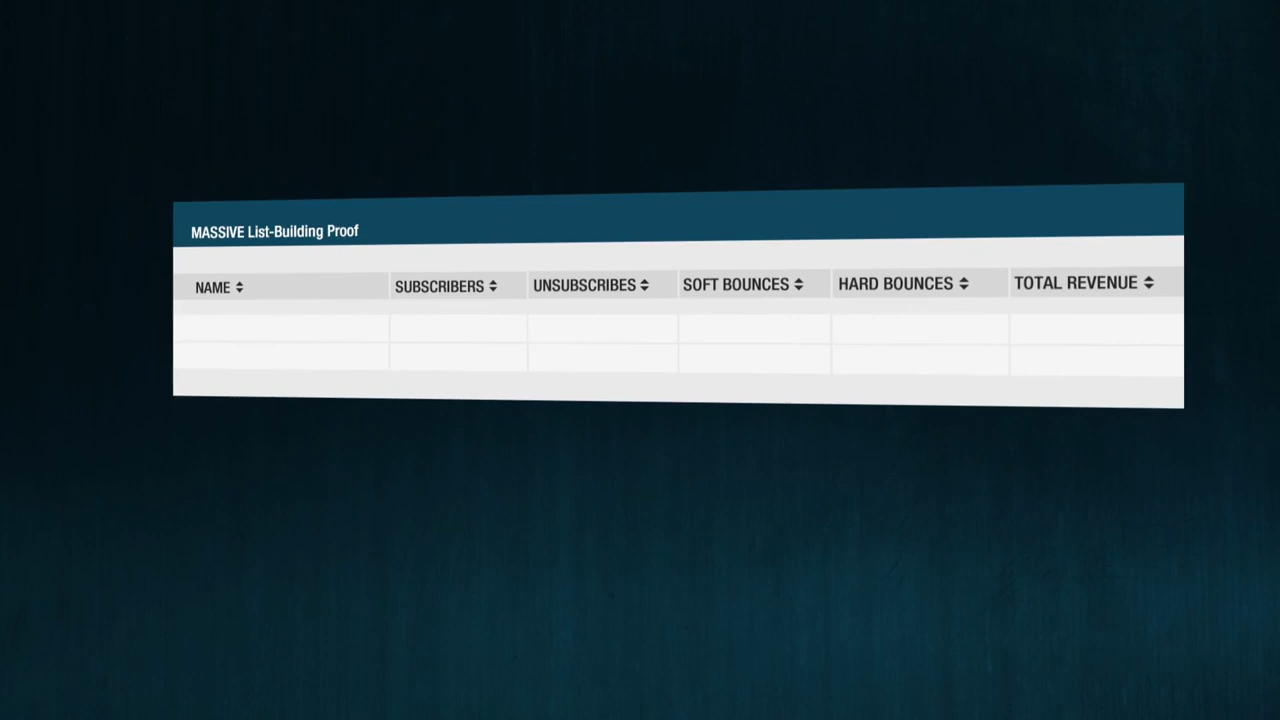 MASSIVE List-Building Proof
NAME SUBSCRIBERS UNSUBSCRIBES SOFT BOUNCES HARD BOUNCES TOTAL REVENUE